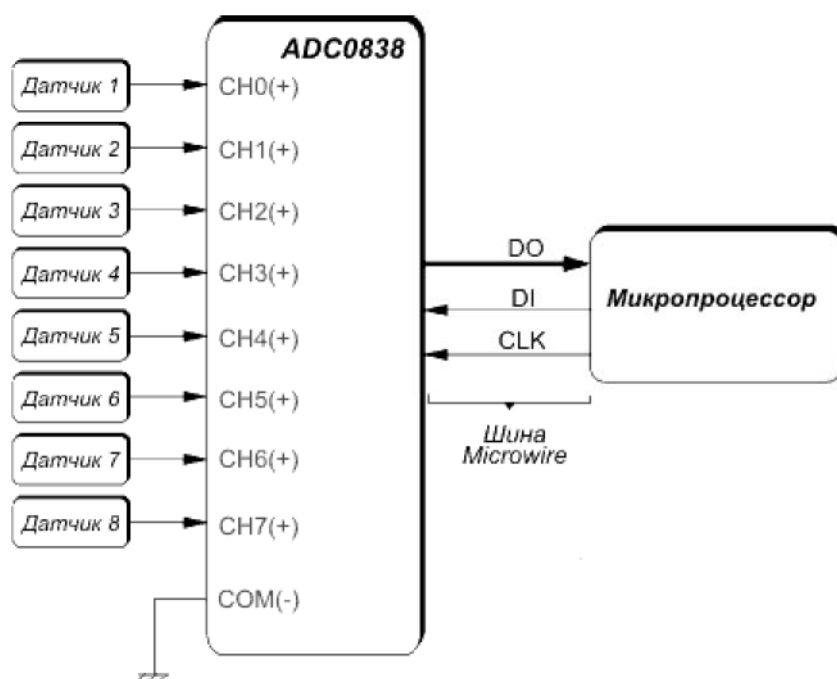 ADC0838
Датчик 1
CH0(+)
Датчик 2
CH1(+)
Датчик 3
CH2(+)
Датчик 4
CH3(+)
Датчик 5
CH4(+)
Датчик 6
CH5(+)
Датчик 7
CH6(+)
Датчик 8
CH7(+)
COM(-)
DO
DI
CLK
Шина
Microwire
Микропроцессор